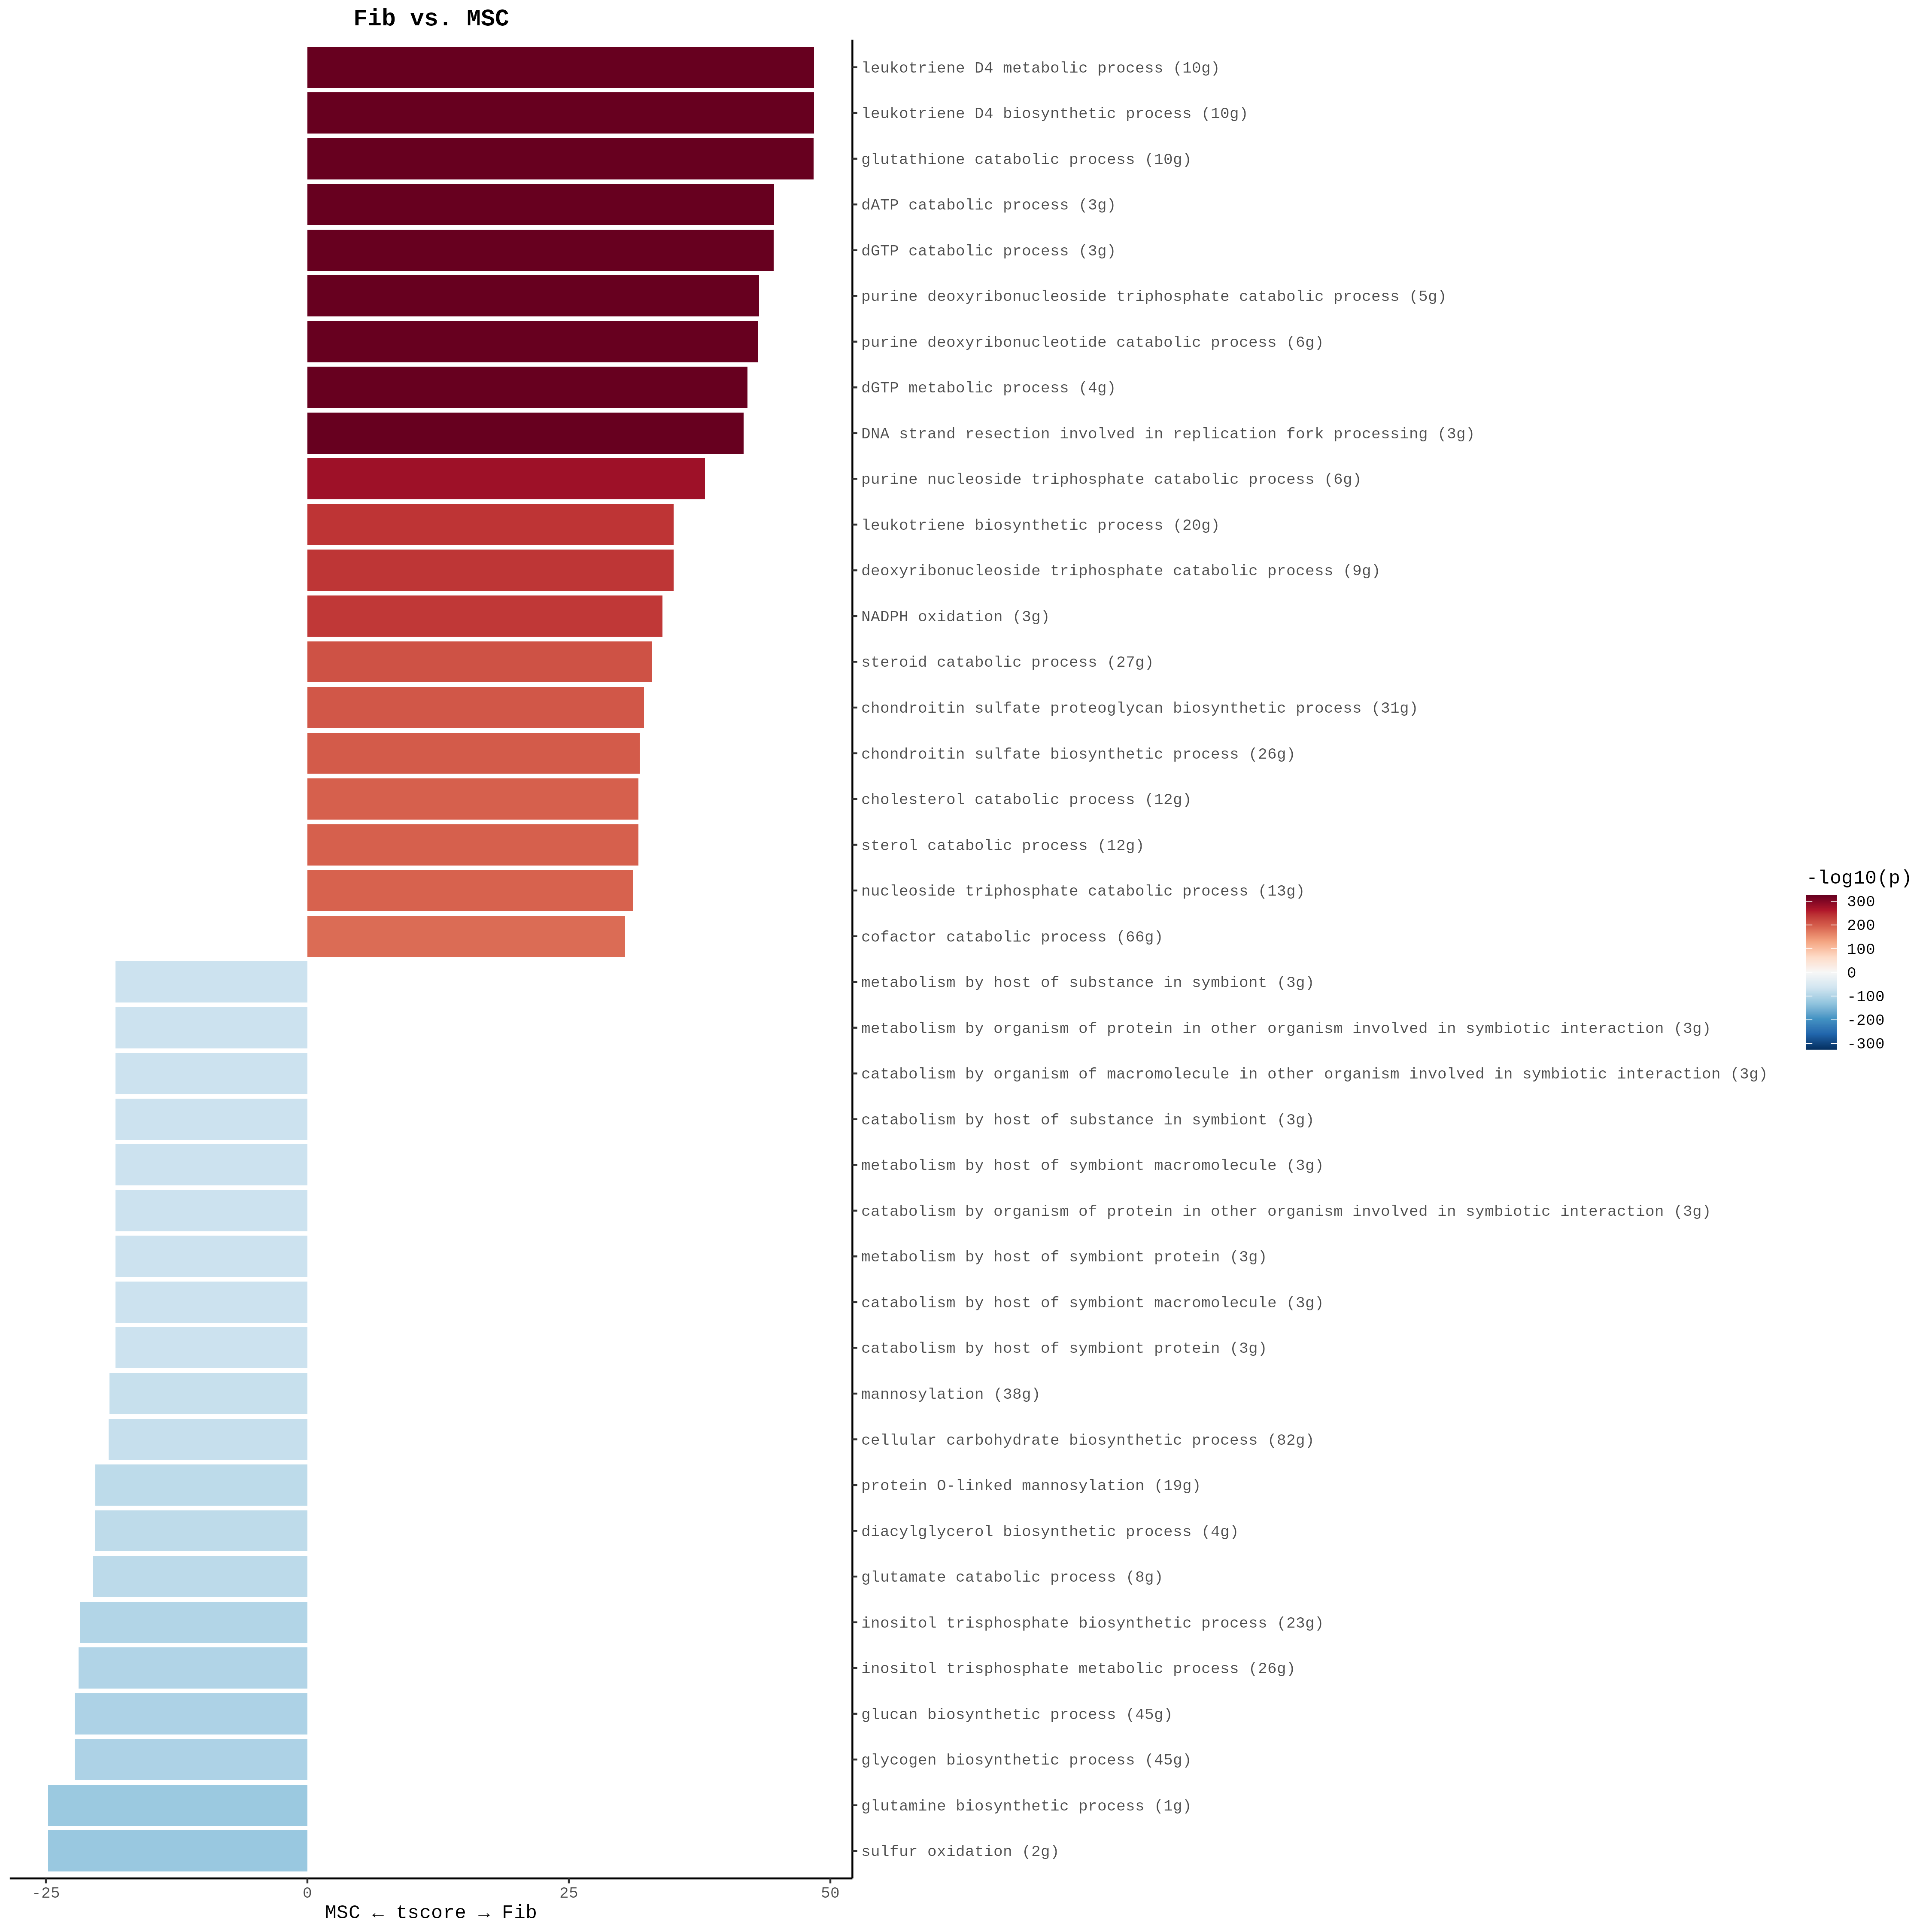 Fib vs. MSC
leukotriene D4 metabolic process (10g)
leukotriene D4 biosynthetic process (10g)
glutathione catabolic process (10g)
dATP catabolic process (3g)
dGTP catabolic process (3g)
purine deoxyribonucleoside triphosphate catabolic process (5g)
purine deoxyribonucleotide catabolic process (6g)
dGTP metabolic process (4g)
DNA strand resection involved in replication fork processing (3g)
purine nucleoside triphosphate catabolic process (6g)
leukotriene biosynthetic process (20g)
deoxyribonucleoside triphosphate catabolic process (9g)
NADPH oxidation (3g)
steroid catabolic process (27g)
chondroitin sulfate proteoglycan biosynthetic process (31g)
chondroitin sulfate biosynthetic process (26g)
cholesterol catabolic process (12g)
sterol catabolic process (12g)
nucleoside triphosphate catabolic process (13g)
cofactor catabolic process (66g)
metabolism by host of substance in symbiont (3g)
metabolism by organism of protein in other organism involved in symbiotic interaction (3g)
catabolism by organism of macromolecule in other organism involved in symbiotic interaction (3g)
catabolism by host of substance in symbiont (3g)
metabolism by host of symbiont macromolecule (3g)
catabolism by organism of protein in other organism involved in symbiotic interaction (3g)
metabolism by host of symbiont protein (3g)
catabolism by host of symbiont macromolecule (3g)
catabolism by host of symbiont protein (3g)
mannosylation (38g)
cellular carbohydrate biosynthetic process (82g)
protein O-linked mannosylation (19g)
diacylglycerol biosynthetic process (4g)
glutamate catabolic process (8g)
inositol trisphosphate biosynthetic process (23g)
inositol trisphosphate metabolic process (26g)
glucan biosynthetic process (45g)
glycogen biosynthetic process (45g)
glutamine biosynthetic process (1g)
sulfur oxidation (2g)
-25 0 25 50
MSC ← tscore → Fib
-log10(p)
300
200
100
0
-100
-200
-300